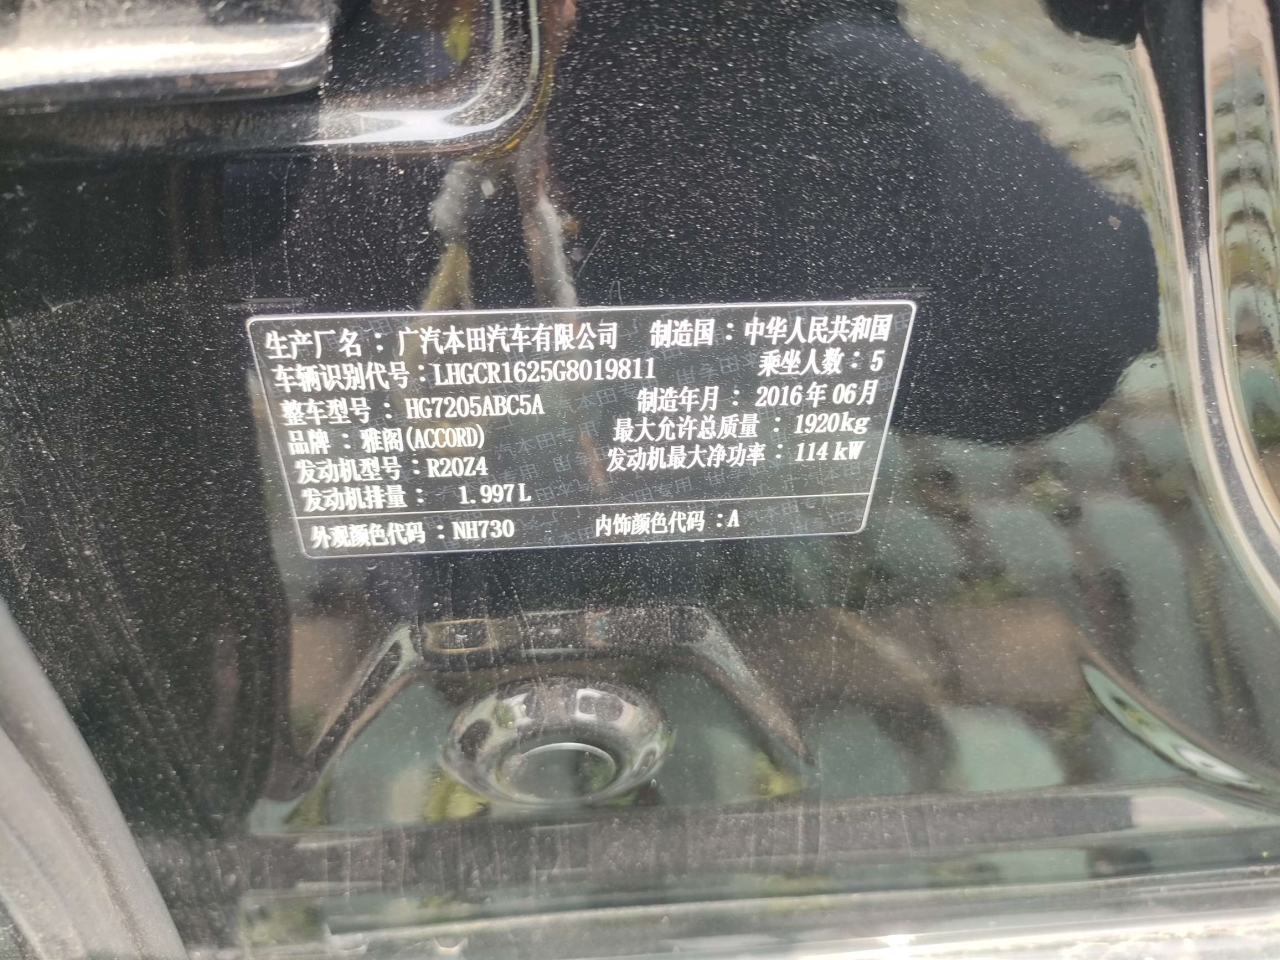 生产厂名：广汽本田汽车有限公司 制造国：中华人民共和国
车辆识别代号：LHGCR1625G8019811 乘坐人数：5
整车型号：HG7205ABC5A 制造年月：2016年06月
品牌：雅阁(ACCORD) 最大允许总质量：1920kg
发动机型号：R20Z4 发动机最大净功率：114kW
发动机排量：1.997L
外观颜色代码：NH730 内饰颜色代码：A